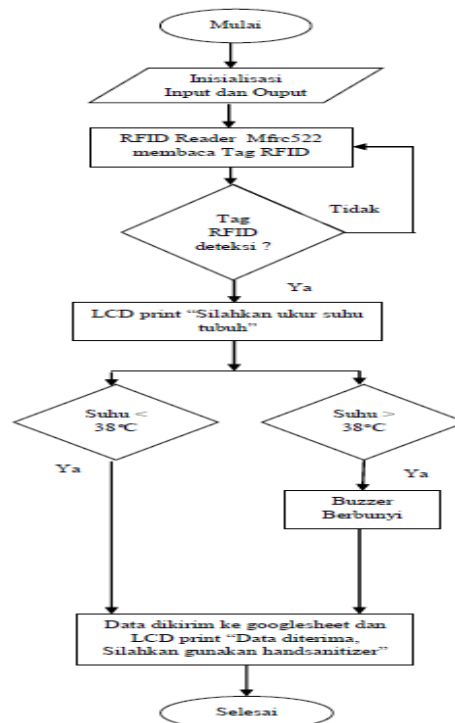 Mulai
Inisialisasi
Input dan Ouput
RFID Reader Mfrc522
membaca Tag RFID
Tag
RFID
deteksi ?
Tidak
Ya
LCD print “Silahkan ukur suhu
tubuh”
Suhu <
38°C
Suhu >
38°C
Ya
Ya
Buzzer
Berbunyi
Data dikirim ke googlesheet dan
LCD print “Data diterima,
Silahkan gunakan handsanitizer”
Selesai